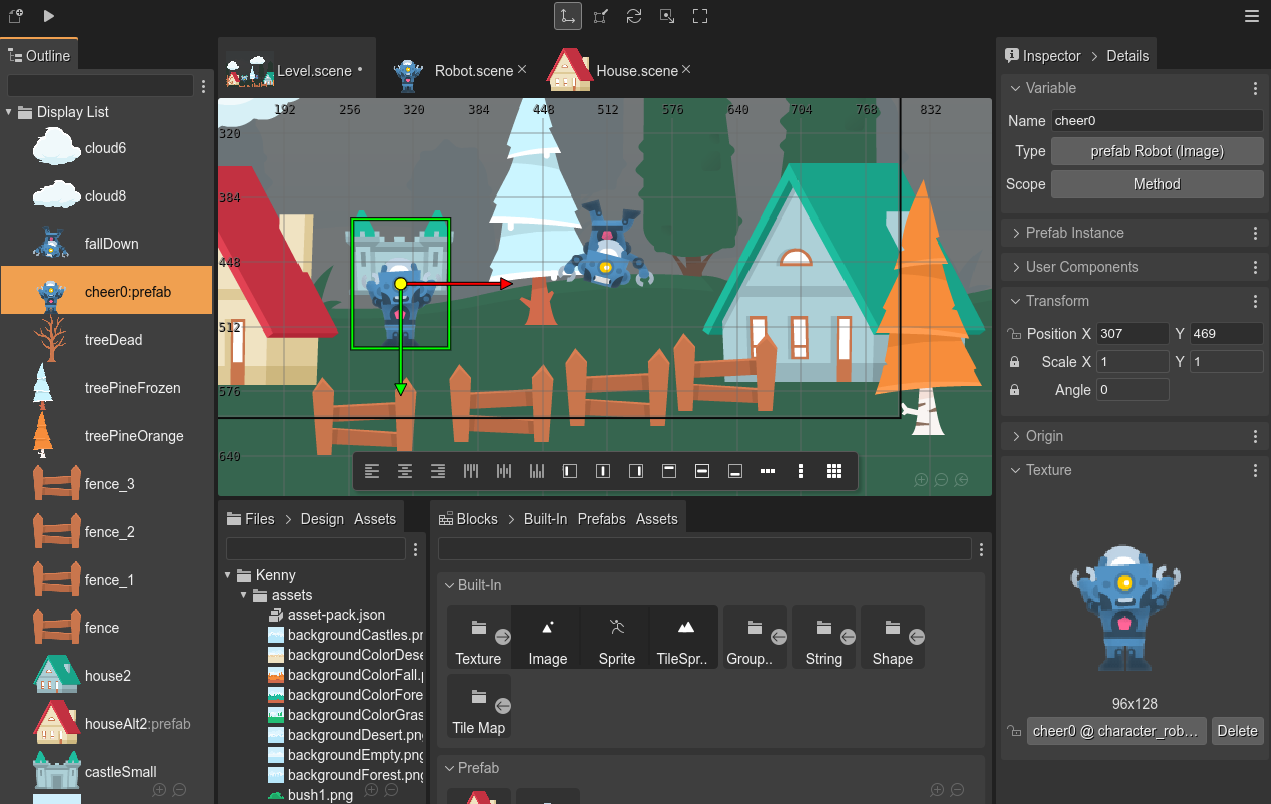 Outline
Display List
cloud6
cloud8
fallDown
cheer0:prefab
treeDead
treePineFrozen
treePineOrange
fence_3
fence_2
fence_1
fence
house2
houseAlt2:prefab
castleSmall
Level.scene •
Robot.scene ×
House.scene ×
192 256 320 384 448 512 576 640 704 768 832
320
384
448
512
576
640
Files > Design Assets
Kenny
assets
asset-pack.json
backgroundCastles.pr
backgroundColorDese
backgroundColorFall.p
backgroundColorFore
backgroundColorGras
backgroundDesert.png
backgroundEmpty.png
backgroundForest.png
bush1.png
Blocks > Built-In Prefabs Assets
Built-In
Texture Image Sprite TileSpr.. Group.. String Shape
Tile Map
Prefab
Inspector > Details
Variable
Name cheer0
Type prefab Robot (Image)
Scope Method
Prefab Instance
User Components
Transform
Position X 307 Y 469
Scale X 1 Y 1
Angle 0
Origin
Texture
96x128
cheer0 @ character_rob... Delete